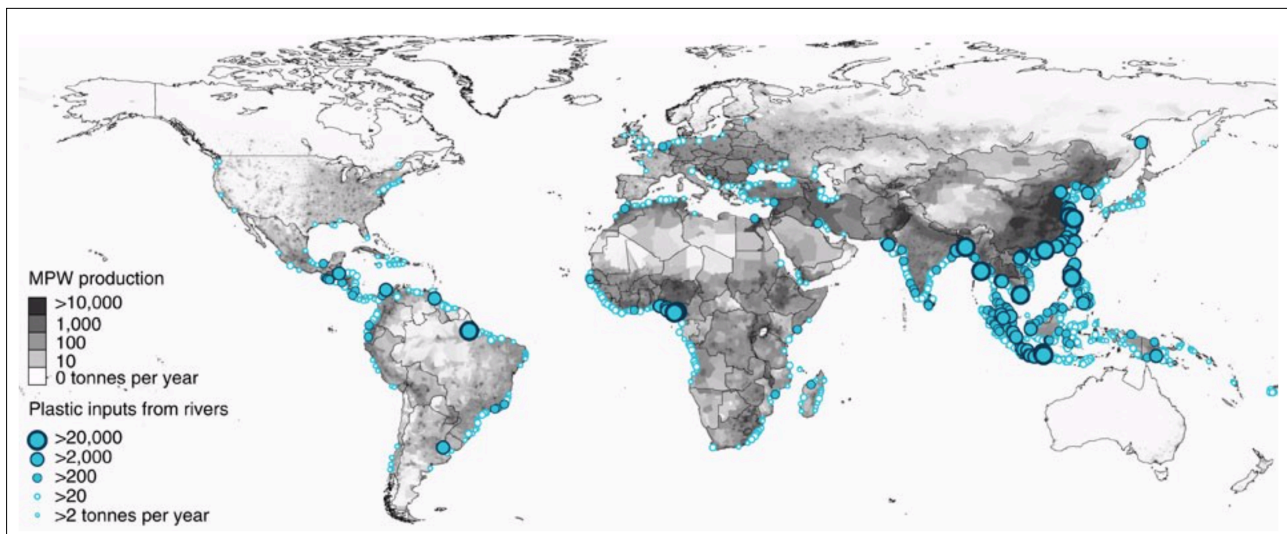 MPW production
>10,000
1,000
100
10
0 tonnes per year
Plastic inputs from rivers
>20,000
>2,000
>200
>20
>2 tonnes per year